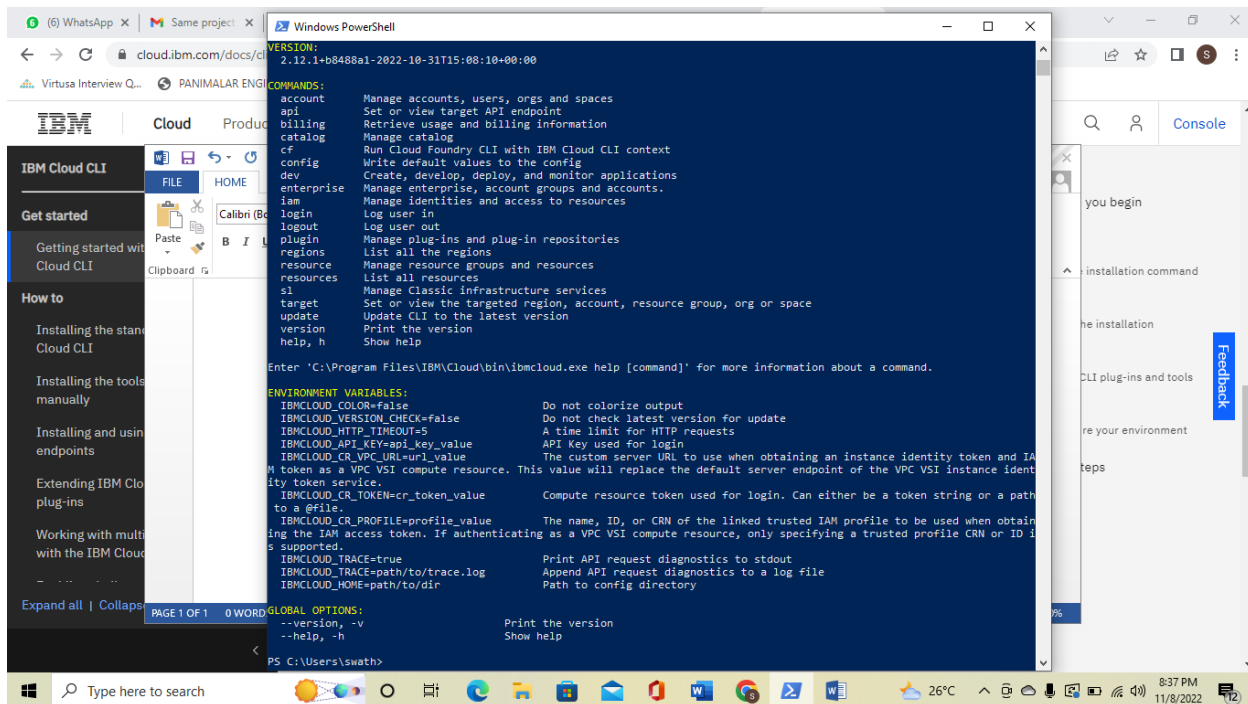 (6) WhatsApp
Same project
Windows PowerShell
cloud.ibm.com/docs/cli
Virtusa Interview Q...
PANIMALAR ENGI
IBM
Cloud
Produc
Console
IBM Cloud CLI
Get started
Getting started wit
Cloud CLI
How to
Installing the stand
Cloud CLI
Installing the tools
manually
Installing and usin
endpoints
Extending IBM Clo
plug-ins
Working with multi
with the IBM Cloud
Expand all | Collaps
FILE
HOME
Calibri (Bo
Paste
B I U
Clipboard
PAGE 1 OF 1 0 WORD
VERSION:
2.12.1+b8488a1-2022-10-31T15:08:10+00:00
COMMANDS:
account Manage accounts, users, orgs and spaces
api Set or view target API endpoint
billing Retrieve usage and billing information
catalog Manage catalog
cf Run Cloud Foundry CLI with IBM Cloud CLI context
config Write default values to the config
dev Create, develop, deploy, and monitor applications
enterprise Manage enterprise, account groups and accounts.
iam Manage identities and access to resources
login Log user in
logout Log user out
plugin Manage plug-ins and plug-in repositories
regions List all the regions
resource Manage resource groups and resources
resources List all resources
sl Manage Classic infrastructure services
target Set or view the targeted region, account, resource group, org or space
update Update CLI to the latest version
version Print the version
help, h Show help
Enter 'C:\Program Files\IBM\Cloud\bin\ibmcloud.exe help [command]' for more information about a command.
ENVIRONMENT VARIABLES:
IBMCLOUD_COLOR=false Do not colorize output
IBMCLOUD_VERSION_CHECK=false Do not check latest version for update
IBMCLOUD_HTTP_TIMEOUT=5 A time limit for HTTP requests
IBMCLOUD_API_KEY=api_key_value API Key used for login
IBMCLOUD_CR_VPC_URL=url_value The custom server URL to use when obtaining an instance identity token and IA
M token as a VPC VSI compute resource. This value will replace the default server endpoint of the VPC VSI instance ident
ity token service.
IBMCLOUD_CR_TOKEN=cr_token_value Compute resource token used for login. Can either be a token string or a path
to a @file.
IBMCLOUD_CR_PROFILE=profile_value The name, ID, or CRN of the linked trusted IAM profile to be used when obtain
ing the IAM access token. If authenticating as a VPC VSI compute resource, only specifying a trusted profile CRN or ID i
s supported.
IBMCLOUD_TRACE=true Print API request diagnostics to stdout
IBMCLOUD_TRACE=path/to/trace.log Append API request diagnostics to a log file
IBMCLOUD_HOME=path/to/dir Path to config directory
GLOBAL OPTIONS:
--version, -v Print the version
--help, -h Show help
PS C:\Users\swath>
you begin
installation command
he installation
CLI plug-ins and tools
re your environment
teps
Feedback
Type here to search
26°C
8:37 PM
11/8/2022
12